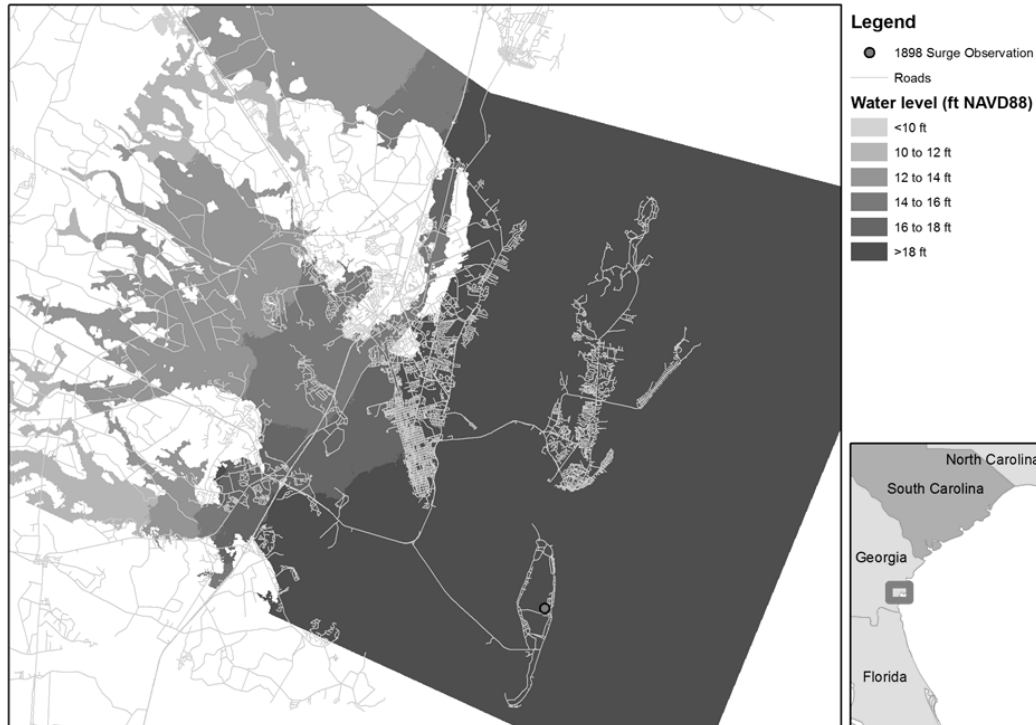 Legend
1898 Surge Observation
Roads
Water level (ft NAVD88)
<10 ft
10 to 12 ft
12 to 14 ft
14 to 16 ft
16 to 18 ft
>18 ft
North Carolina
South Carolina
Georgia
Florida